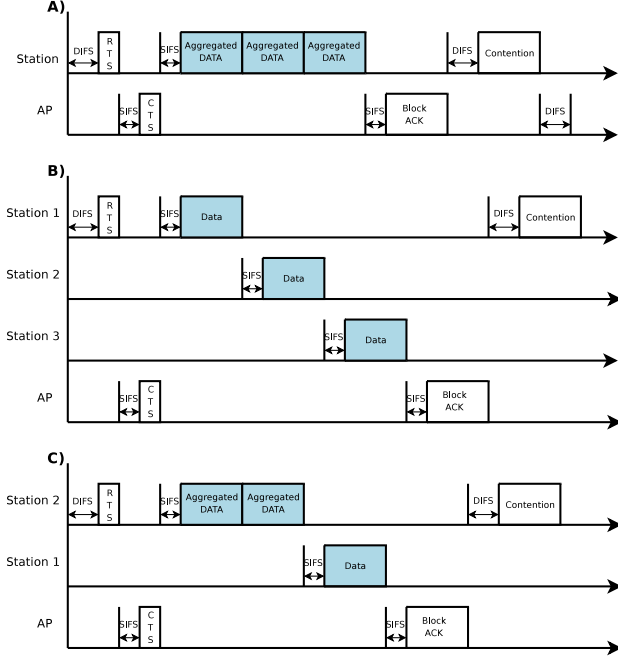 A)
Station
DIFS
R
T
S
SIFS
Aggregated
DATA
Aggregated
DATA
Aggregated
DATA
DIFS
Contention
AP
SIFS
C
T
S
SIFS
Block
ACK
DIFS
B)
Station 1
DIFS
R
T
S
SIFS
Data
DIFS
Contention
Station 2
SIFS
Data
Station 3
SIFS
Data
AP
SIFS
C
T
S
SIFS
Block
ACK
C)
Station 2
DIFS
R
T
S
SIFS
Aggregated
DATA
Aggregated
DATA
DIFS
Contention
Station 1
SIFS
Data
AP
SIFS
C
T
S
SIFS
Block
ACK